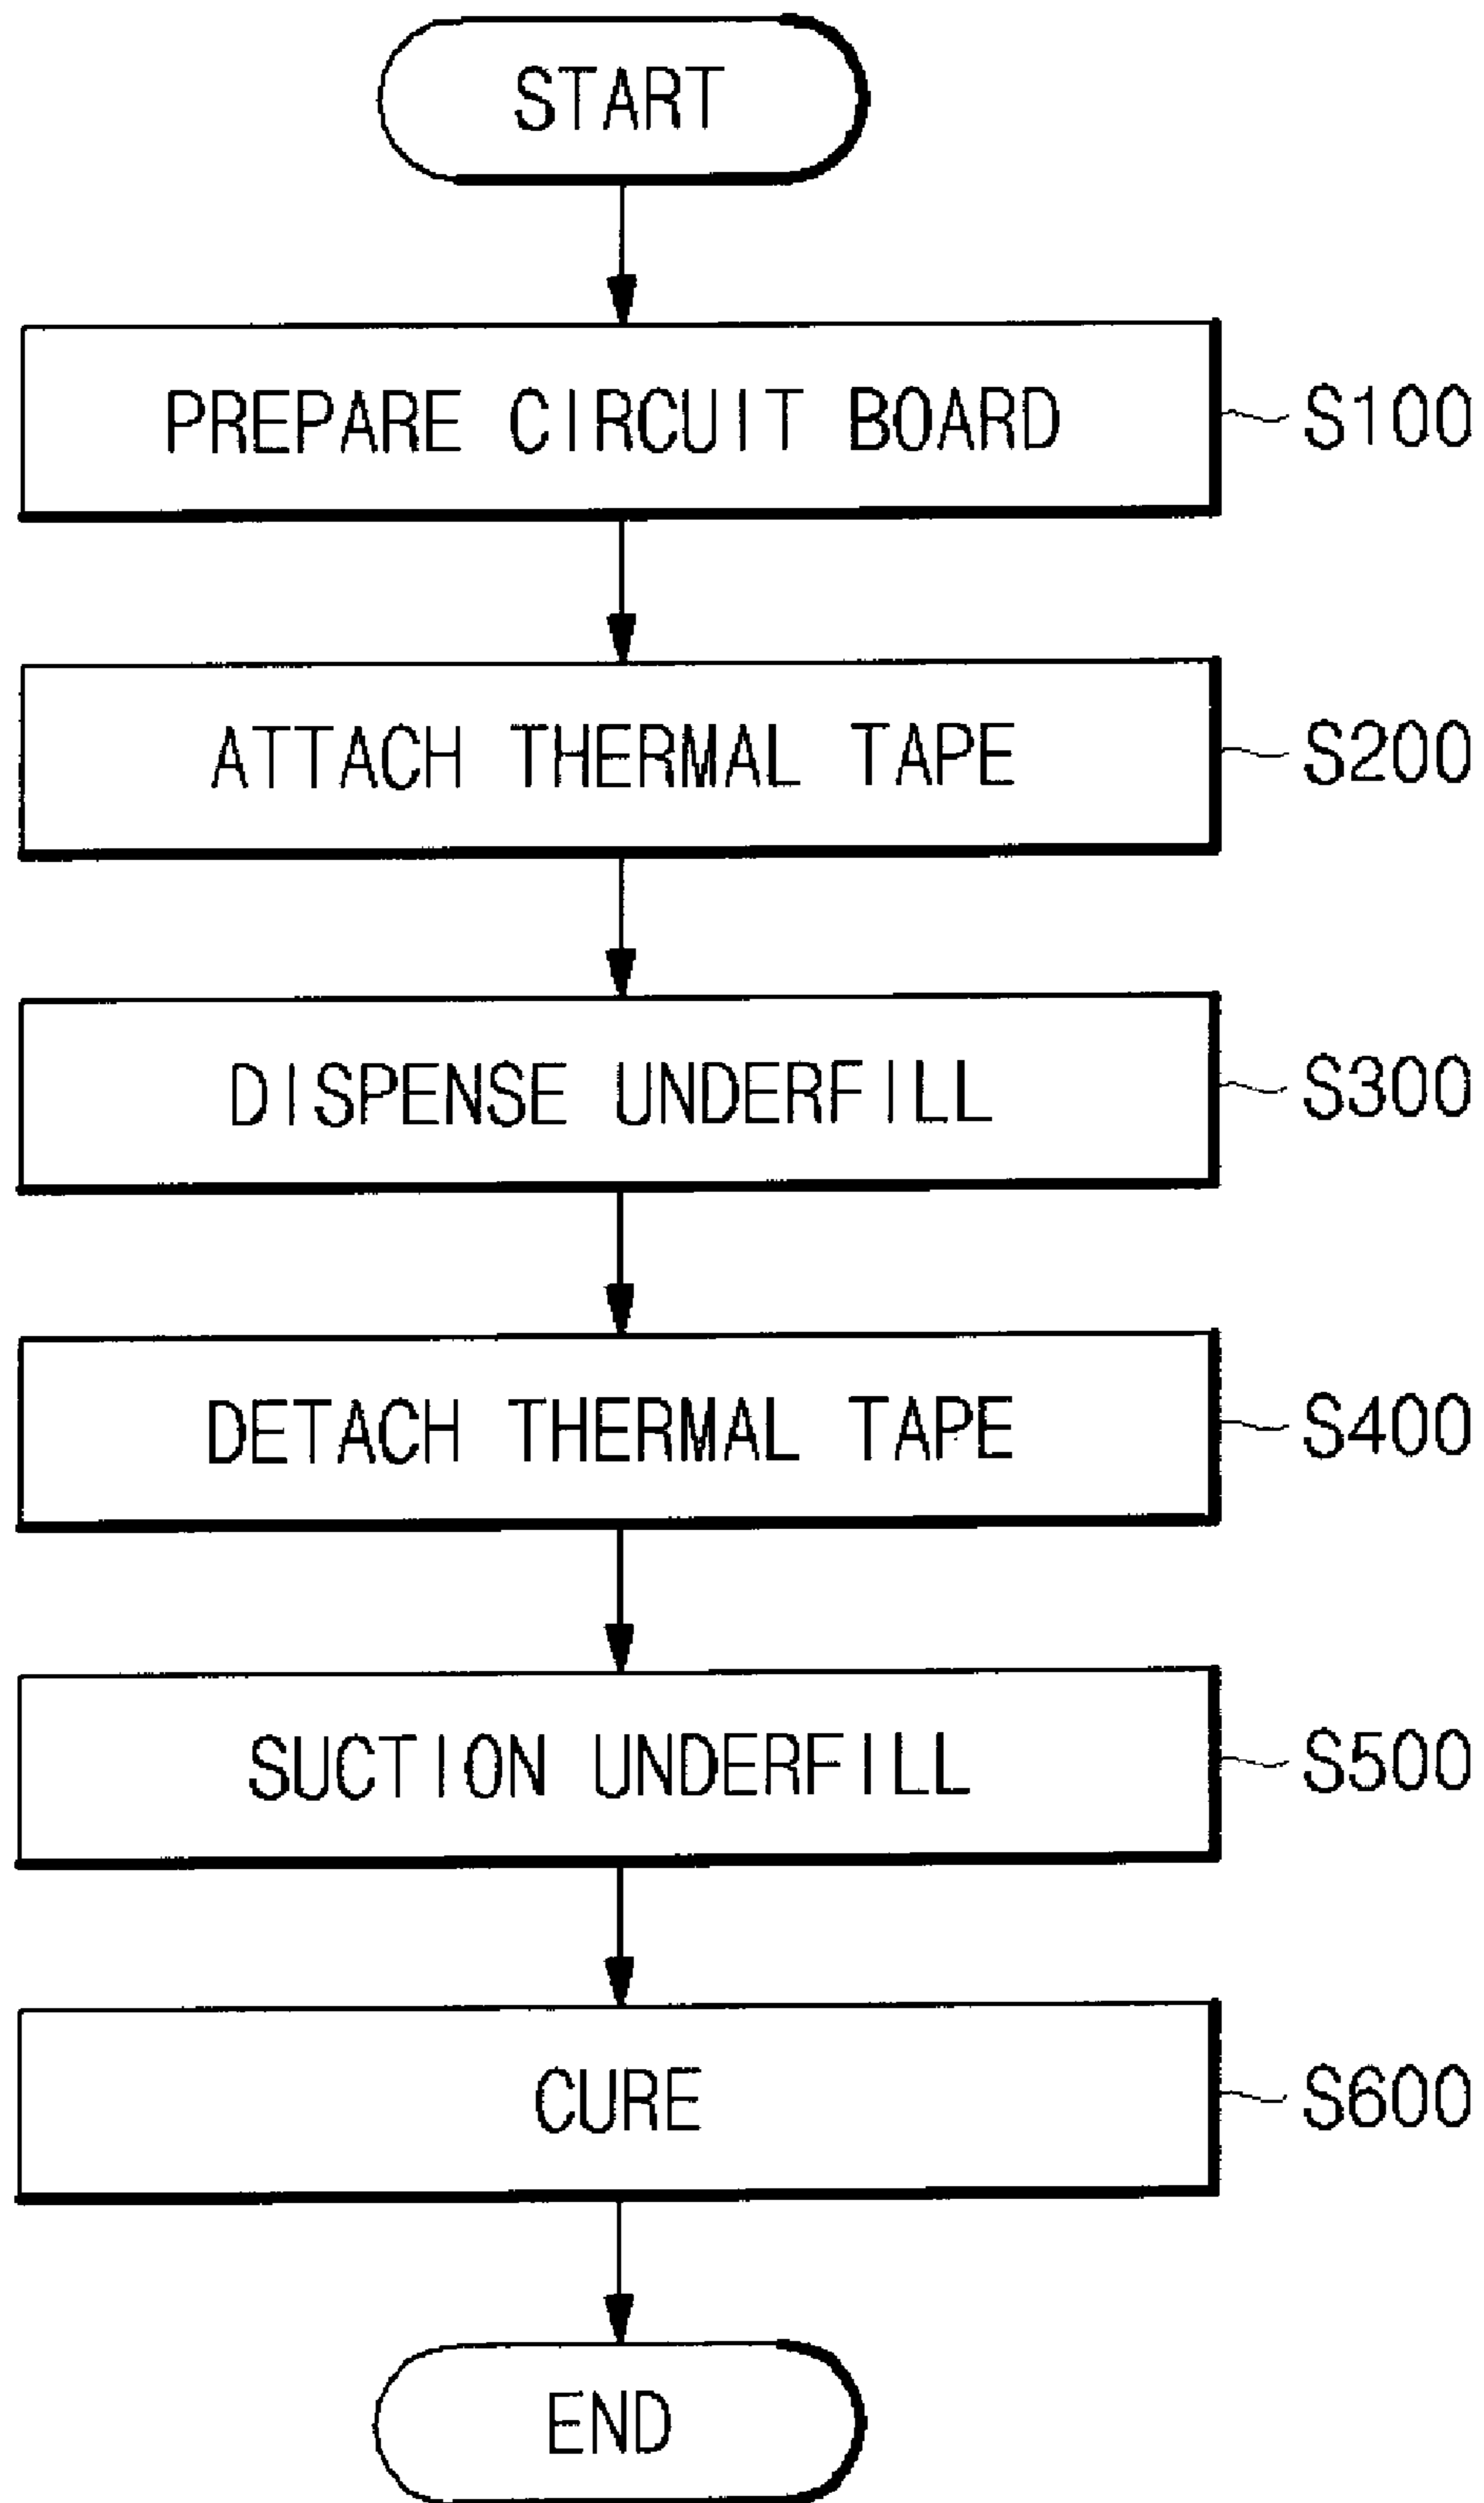 START
PREPARE CIRCUIT BOARD S100
ATTACH THERMAL TAPE S200
DISPENSE UNDERFILL S300
DETACH THERMAL TAPE S400
SUCTION UNDERFILL S500
CURE S600
END